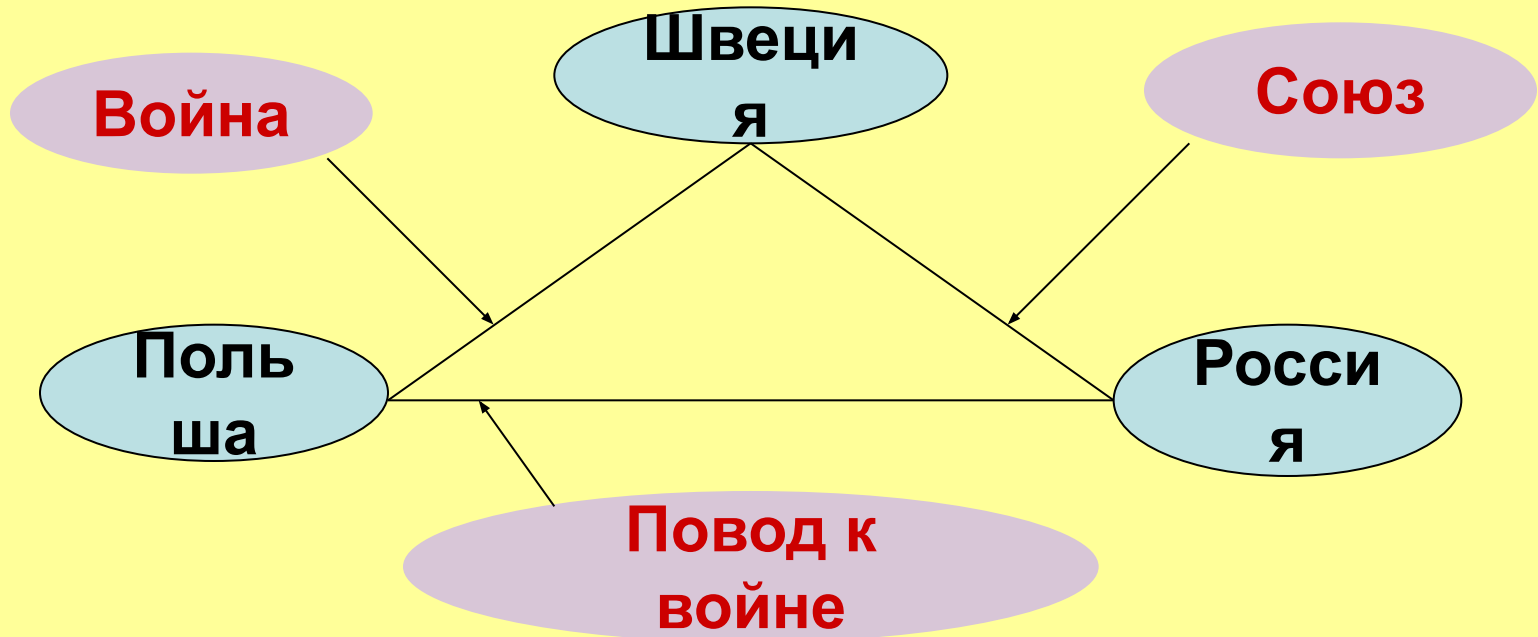 Швеци
я
Война
Союз
Поль
ша
Росси
я
Повод к
войне